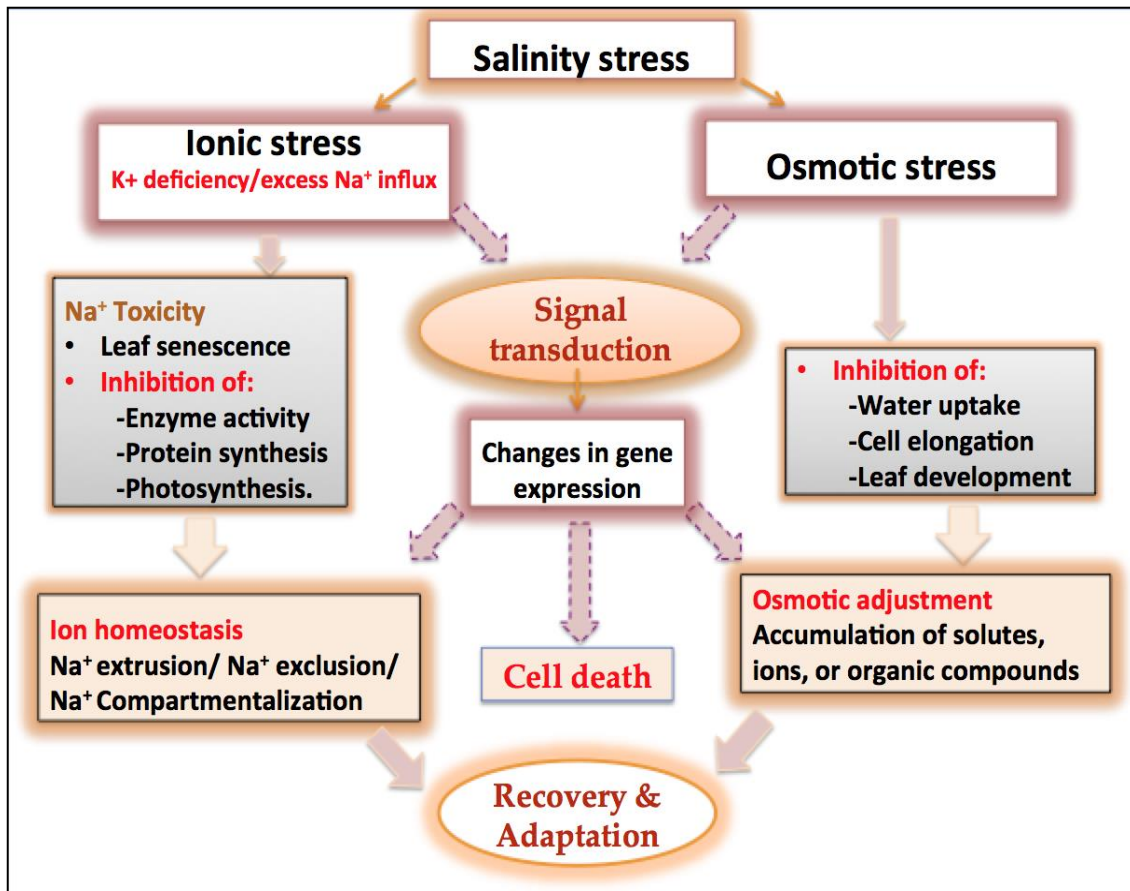 Salinity stress
Ionic stress
K+ deficiency/excess Na⁺ influx
Osmotic stress
Signal
transduction
Na⁺ Toxicity
• Leaf senescence
• Inhibition of:
-Enzyme activity
-Protein synthesis
-Photosynthesis.
Changes in gene
expression
• Inhibition of:
-Water uptake
-Cell elongation
-Leaf development
Ion homeostasis
Na⁺ extrusion/ Na⁺ exclusion/
Na⁺ Compartmentalization
Cell death
Osmotic adjustment
Accumulation of solutes,
ions, or organic compounds
Recovery &
Adaptation